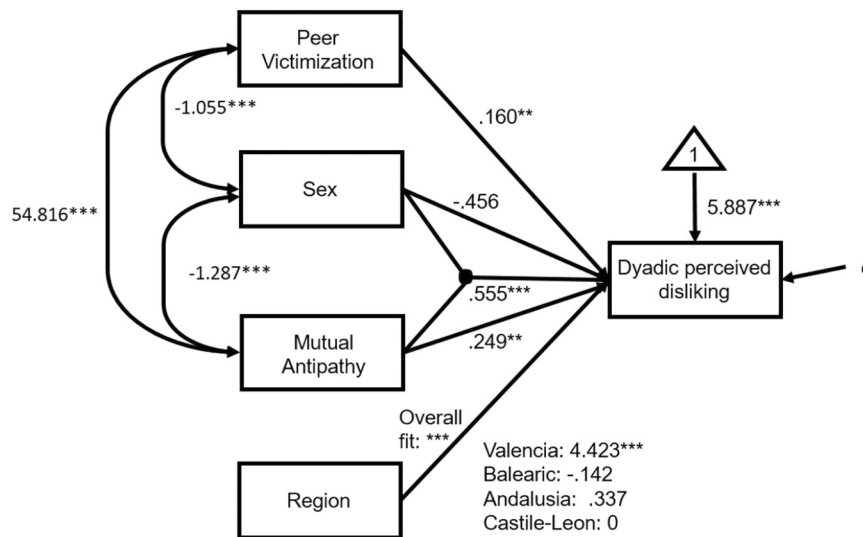 Peer
Victimization
-1.055***
.160**
1
Sex
54.816***
-.456
5.887***
Dyadic perceived
disliking
-1.287***
.555***
Mutual
Antipathy
.249**
Overall
fit: ***
Valencia: 4.423***
Balearic: -.142
Andalusia: .337
Castile-Leon: 0
Region